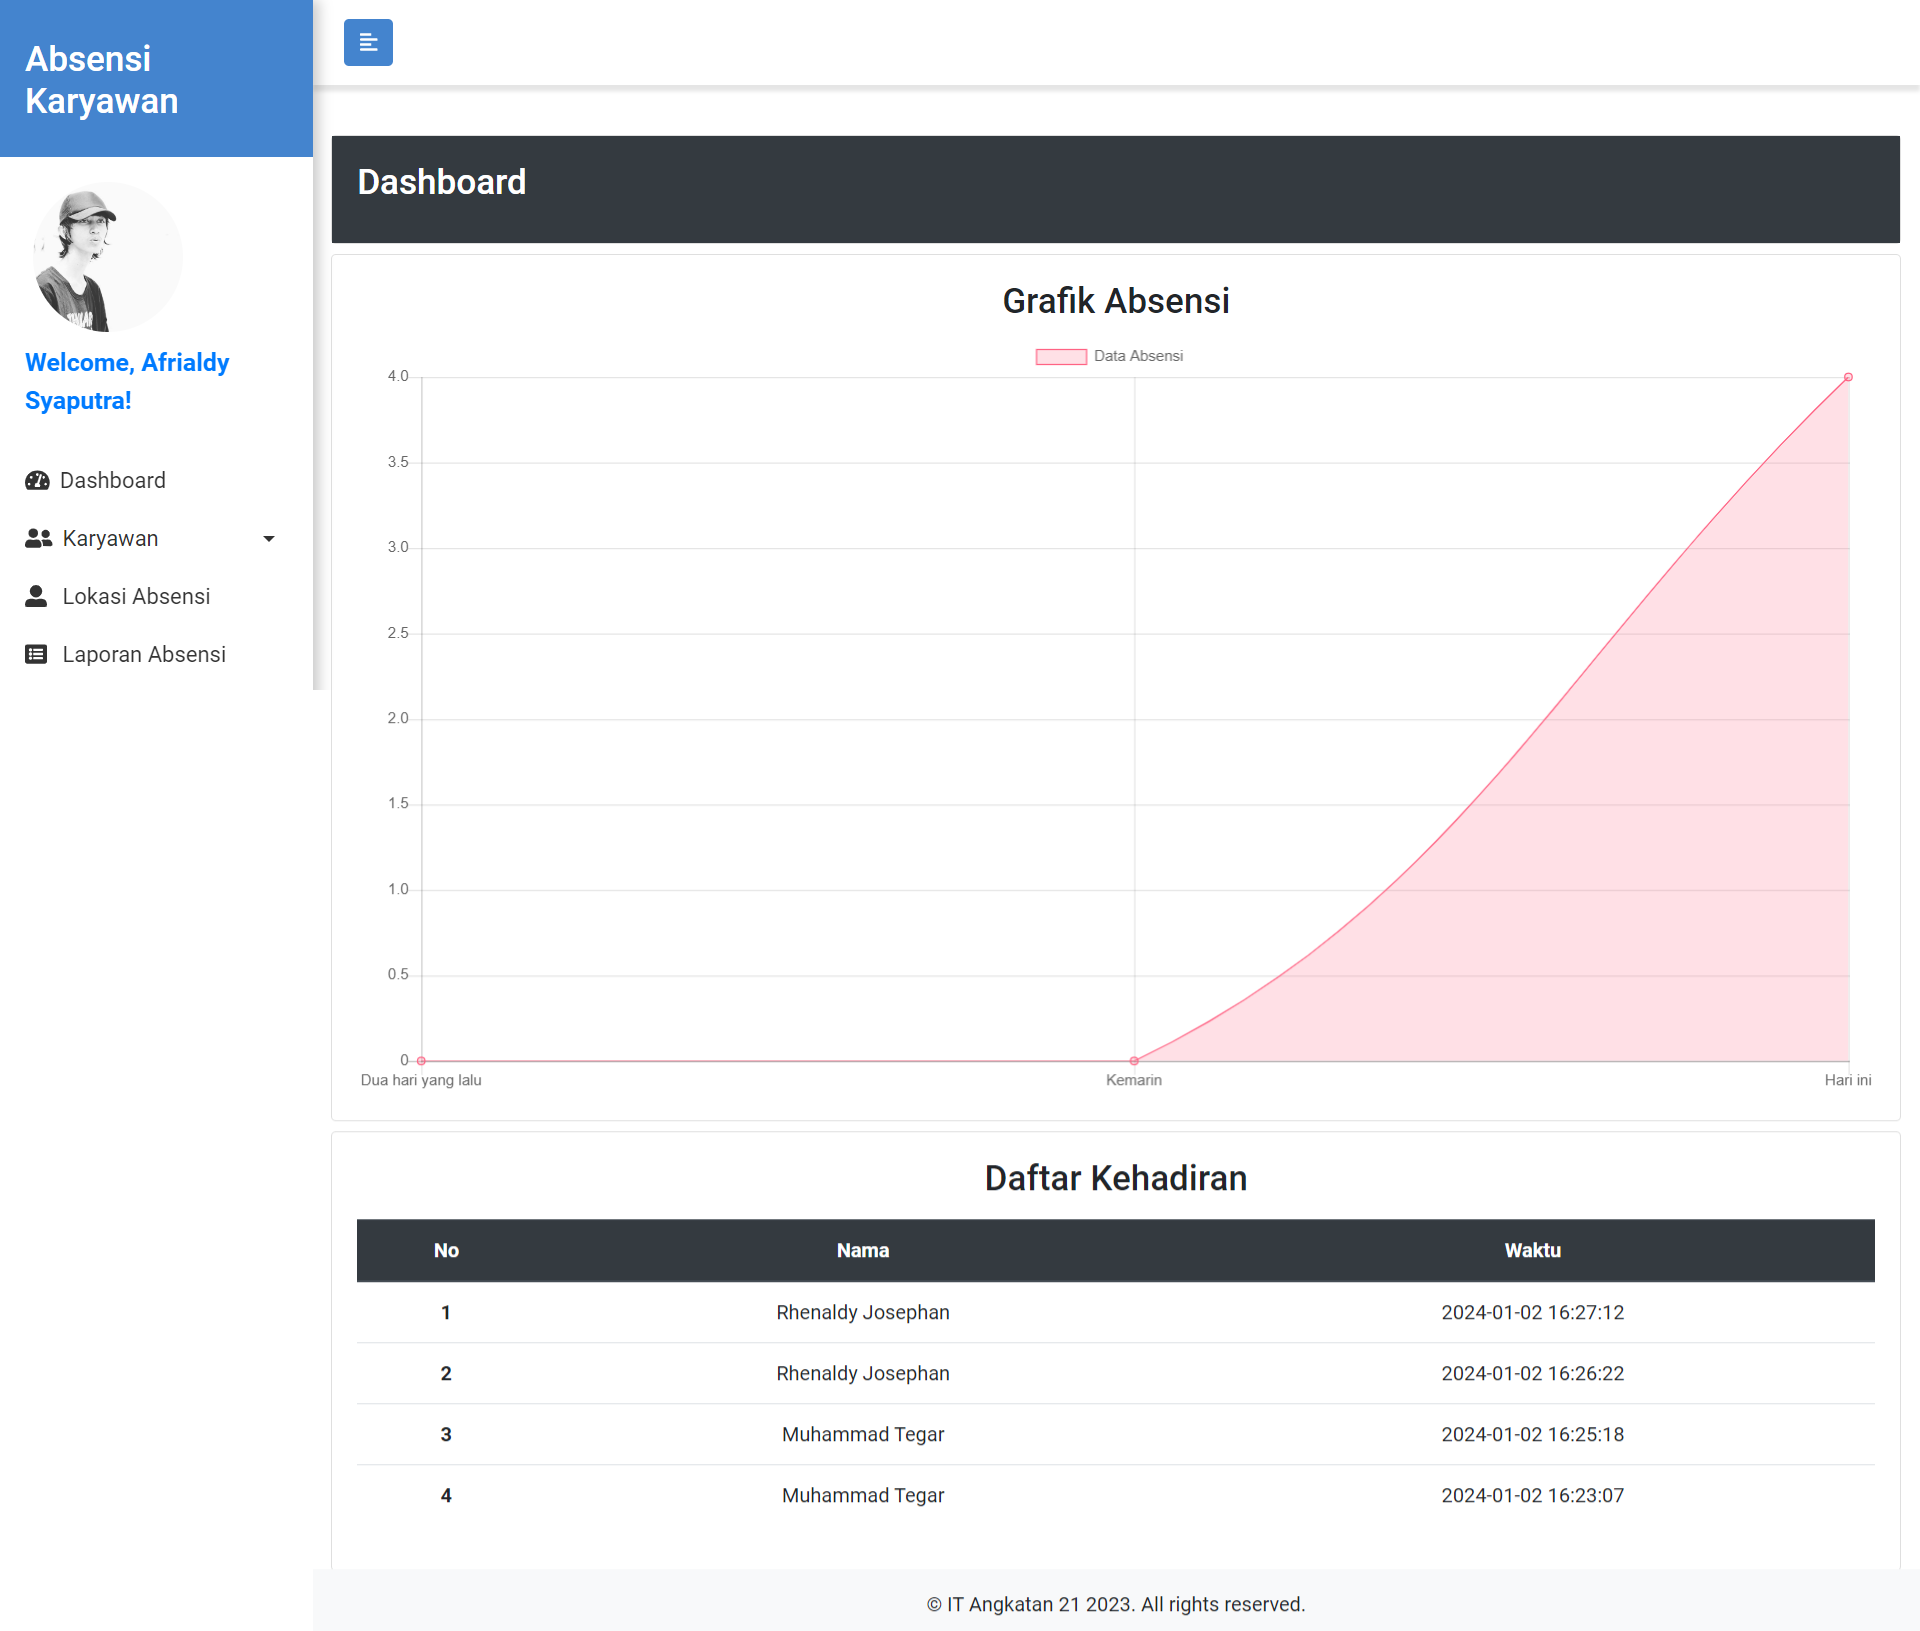 Absensi
Karyawan
Welcome, Afrialdy
Syaputra!
Dashboard
Karyawan
Lokasi Absensi
Laporan Absensi
Dashboard
Grafik Absensi
Data Absensi
4.0
3.5
3.0
2.5
2.0
1.5
1.0
0.5
0
Dua hari yang lalu Kemarin Hari ini
Daftar Kehadiran
No Nama Waktu
1 Rhenaldy Josephan 2024-01-02 16:27:12
2 Rhenaldy Josephan 2024-01-02 16:26:22
3 Muhammad Tegar 2024-01-02 16:25:18
4 Muhammad Tegar 2024-01-02 16:23:07
© IT Angkatan 21 2023. All rights reserved.